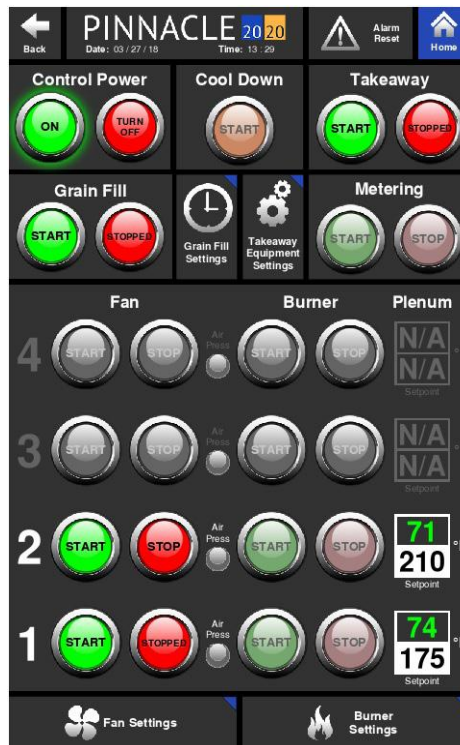 PINNACLE 20 20
Back
Date: 03 / 27 / 18
Time: 13 : 29
Alarm
Reset
Home
Control Power
Cool Down
Takeaway
ON
TURN
OFF
START
START
STOPPED
Grain Fill
Metering
START
STOPPED
Grain Fill
Settings
Takeaway
Equipment
Settings
START
STOP
Fan
Burner
Plenum
4
START
STOP
Air
Press
START
STOP
N/A
N/A
Setpoint
3
START
STOP
Air
Press
START
STOP
N/A
N/A
Setpoint
2
START
STOP
Air
Press
START
STOP
71
210
Setpoint
1
START
STOPPED
Air
Press
START
STOP
74
175
Setpoint
Fan Settings
Burner
Settings